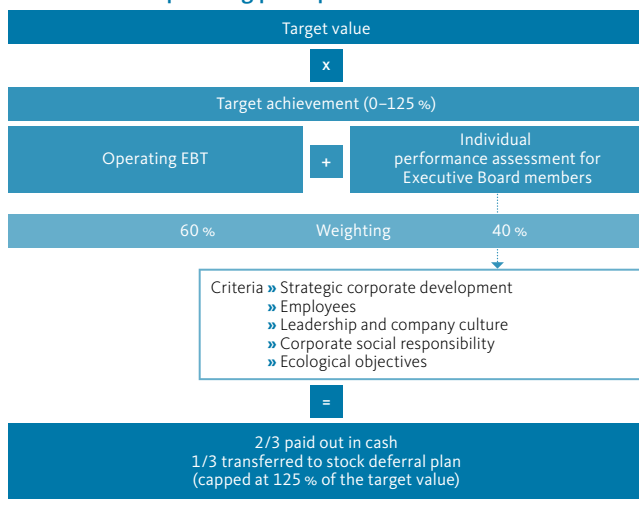 Target value
x
Target achievement (0–125 %)
Operating EBT
+
Individual
performance assessment for
Executive Board members
60 % Weighting 40 %
Criteria » Strategic corporate development
» Employees
» Leadership and company culture
» Corporate social responsibility
» Ecological objectives
=
2/3 paid out in cash
1/3 transferred to stock deferral plan
(capped at 125 % of the target value)